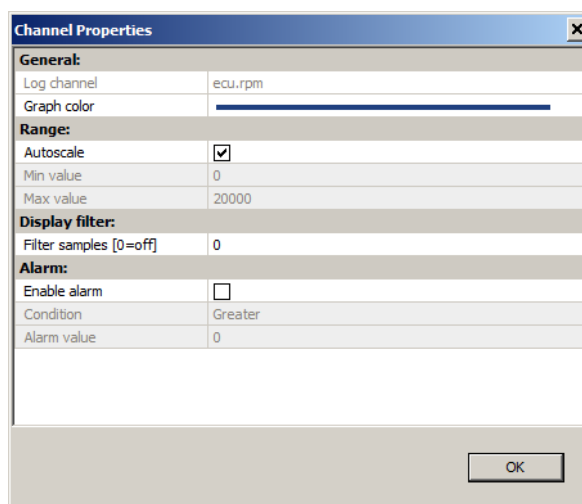 Channel Properties
General:
Log channel ecu.rpm
Graph color
Range:
Autoscale
Min value 0
Max value 20000
Display filter:
Filter samples [0=off] 0
Alarm:
Enable alarm
Condition Greater
Alarm value 0
OK